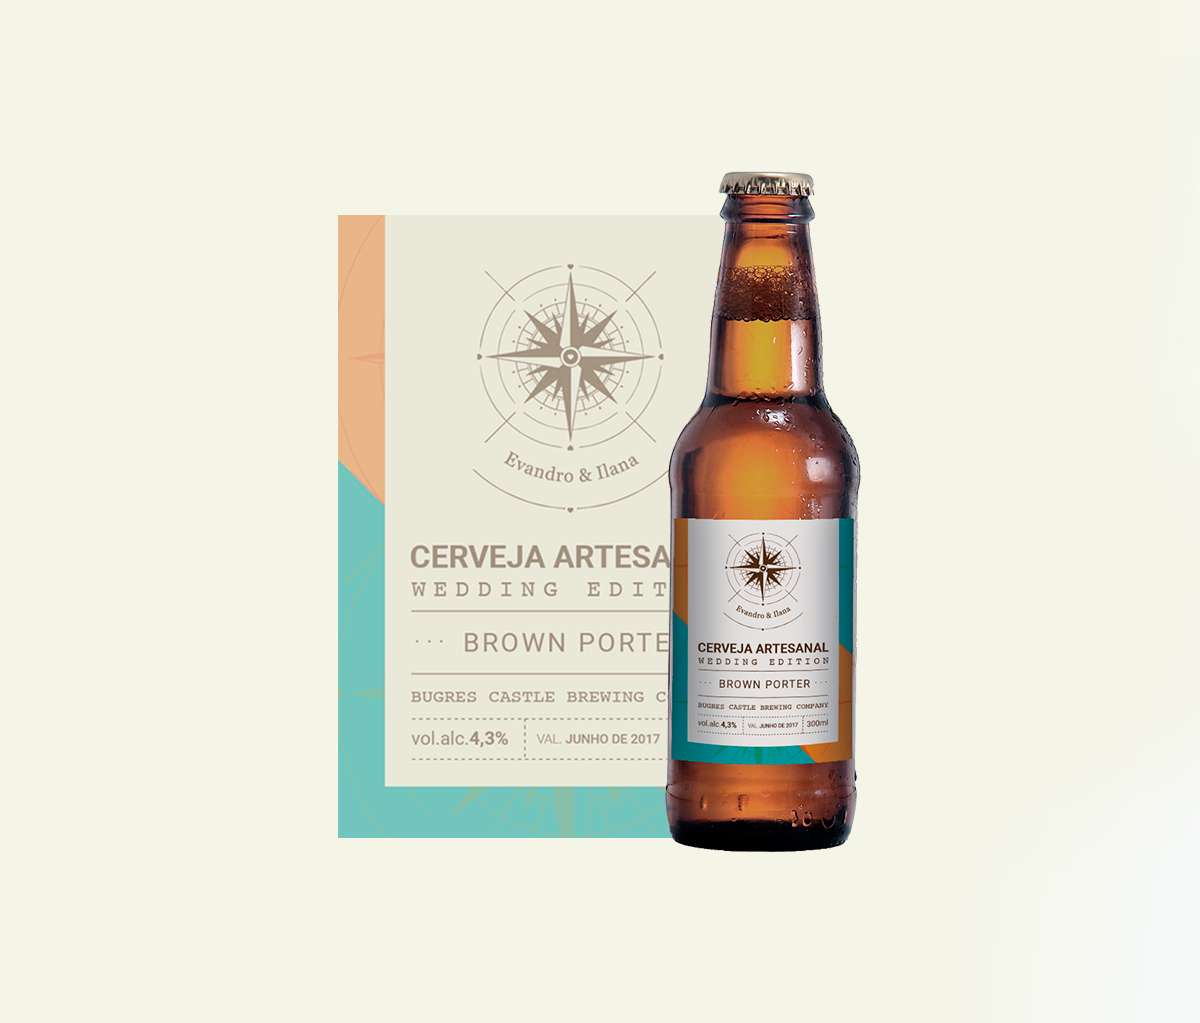 Evandro & Ilana
CERVEJA ARTESA
WEDDING EDIT
··· BROWN PORTE
BUGRES CASTLE BREWING C
vol.alc.4,3% VAL. JUNHO DE 2017
Evandro & Ilana
CERVEJA ARTESANAL
WEDDING EDITION
··· BROWN PORTER ···
BUGRES CASTLE BREWING COMPANY
vol.alc.4,3% VAL. JUNHO DE 2017 300ml